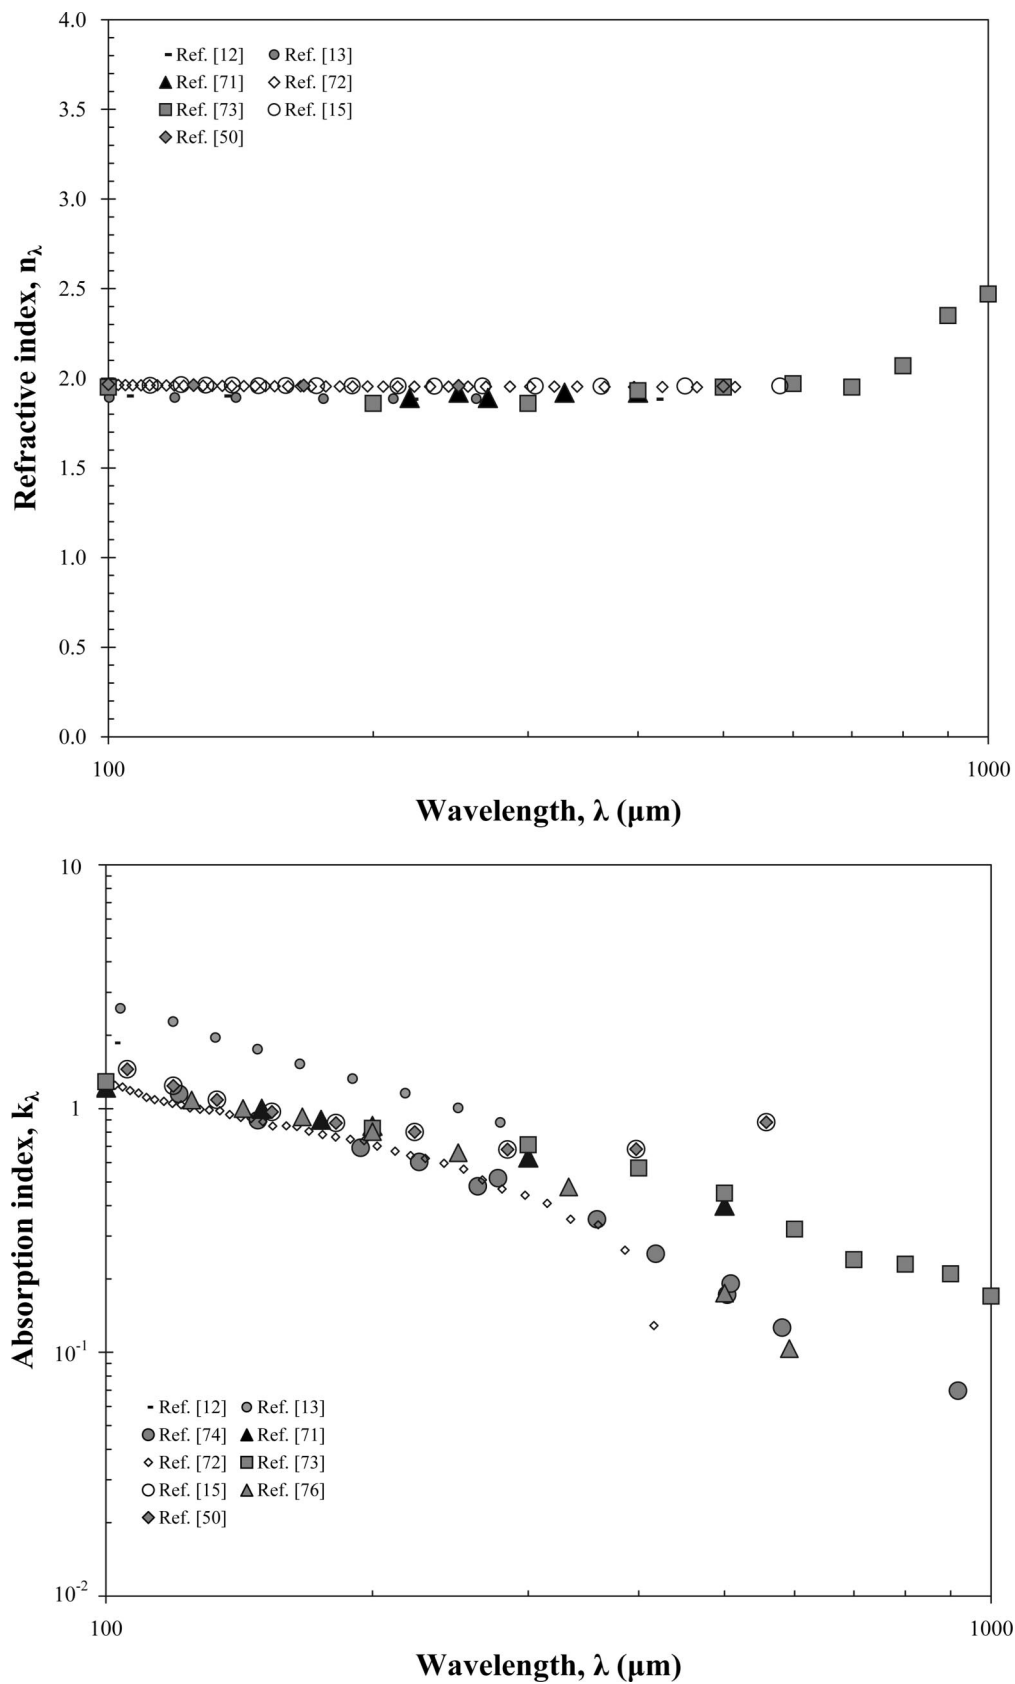 4.0
Ref. [12] Ref. [13]
Ref. [71] Ref. [72]
3.5
Ref. [73] Ref. [15]
Ref. [50]
3.0
2.5
2.0
1.5
1.0
0.5
0.0
Refractive index, nλ
100 1000
Wavelength, λ (μm)
10
1
10-1
Ref. [12] Ref. [13]
Ref. [74] Ref. [71]
Ref. [72] Ref. [73]
Ref. [15] Ref. [76]
Ref. [50]
10-2
Absorption index, kλ
100 1000
Wavelength, λ (μm)